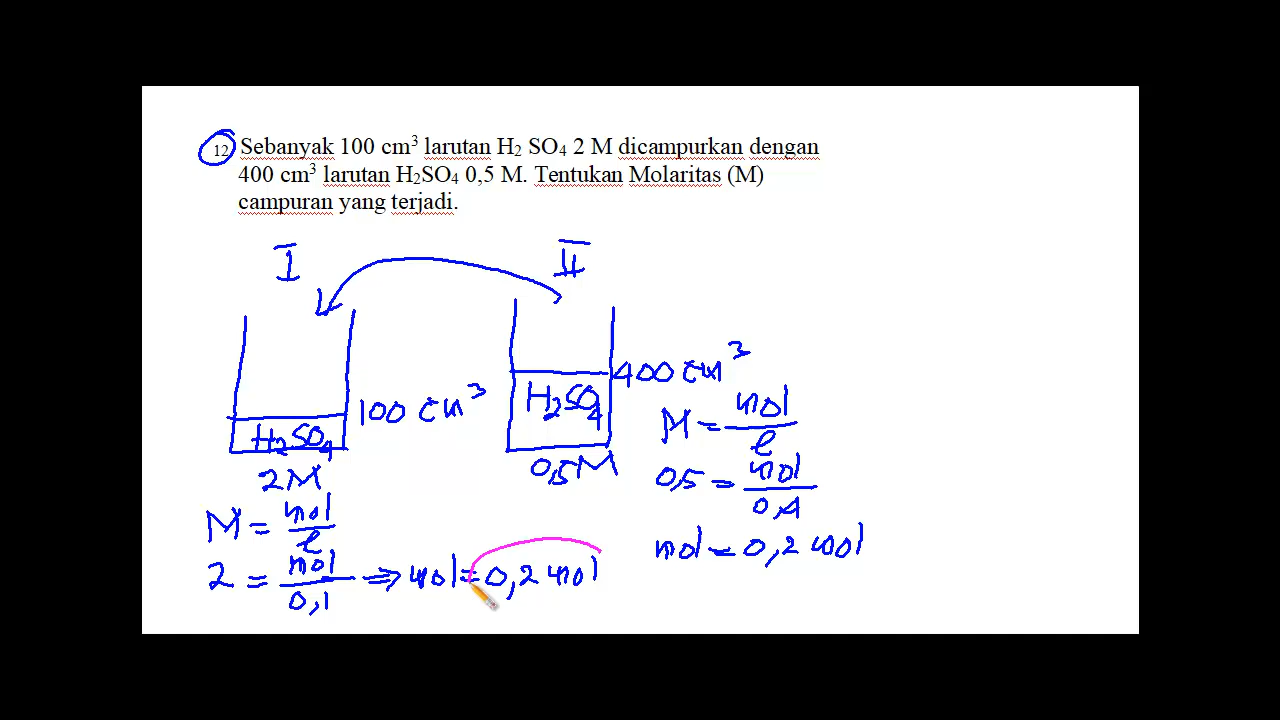 12 Sebanyak 100 cm³ larutan H₂ SO₄ 2 M dicampurkan dengan
400 cm³ larutan H₂SO₄ 0,5 M. Tentukan Molaritas (M)
campuran yang terjadi.
I
II
100 cm³
H₂SO₄
2M
400 cm³
H₂SO₄
0,5M
M = mol/l
2 = mol/0,1 ⇒ mol = 0,2 mol
M = mol/l
0,5 = mol/0,4
mol = 0,2 mol